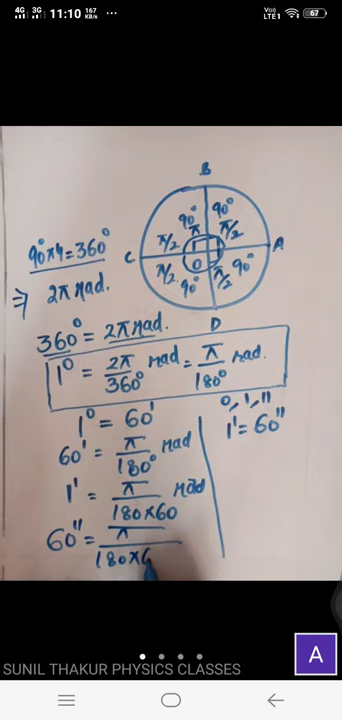 4G 3G 11:10 167 KB/s ...
Vo) LTE1 67
B
90° 90°
π π/2
π/2
90°×4=360°
C A
O
π/2 π/2 90°
90°
⇒ 2π rad.
D
360° = 2π rad.
1° = 2π/360° rad = π/180° rad.
0, ', "
1° = 60'
1' = 60"
60' = π/180° rad
1' = π/180×60 rad
60" = π/180×6
SUNIL THAKUR PHYSICS CLASSES
A